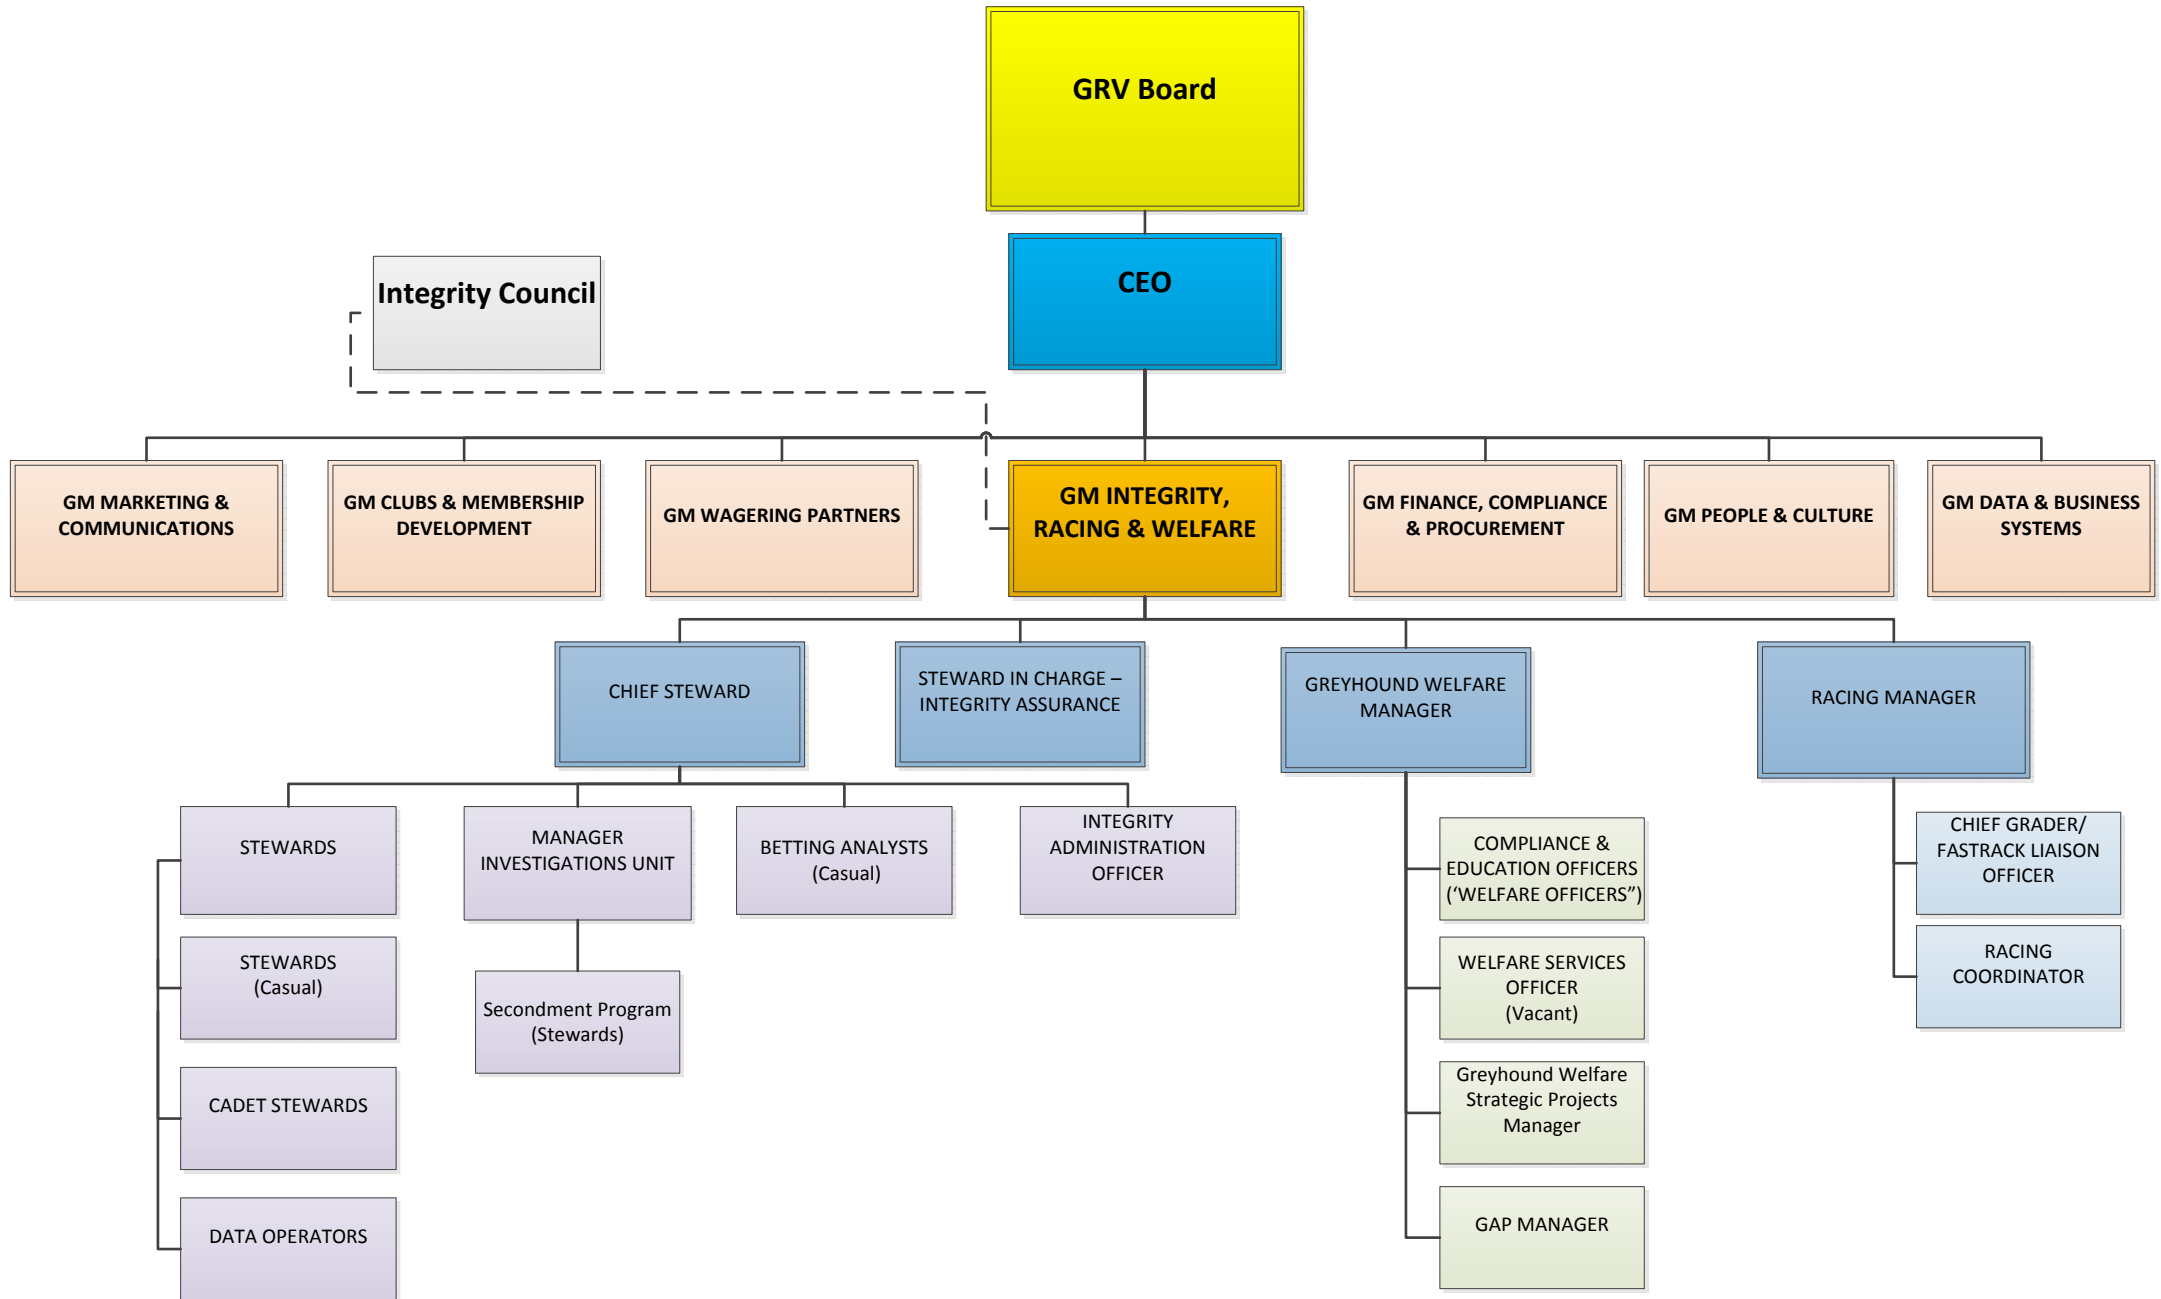 GRV Board
Integrity Council
CEO
GM MARKETING &
COMMUNICATIONS
GM CLUBS & MEMBERSHIP
DEVELOPMENT
GM WAGERING PARTNERS
GM INTEGRITY,
RACING & WELFARE
GM FINANCE, COMPLIANCE
& PROCUREMENT
GM PEOPLE & CULTURE
GM DATA & BUSINESS
SYSTEMS
CHIEF STEWARD
STEWARD IN CHARGE –
INTEGRITY ASSURANCE
GREYHOUND WELFARE
MANAGER
RACING MANAGER
STEWARDS
MANAGER
INVESTIGATIONS UNIT
BETTING ANALYSTS
(Casual)
INTEGRITY
ADMINISTRATION
OFFICER
COMPLIANCE &
EDUCATION OFFICERS
(‘WELFARE OFFICERS”)
CHIEF GRADER/
FASTRACK LIAISON
OFFICER
STEWARDS
(Casual)
Secondment Program
(Stewards)
WELFARE SERVICES
OFFICER
(Vacant)
RACING
COORDINATOR
CADET STEWARDS
Greyhound Welfare
Strategic Projects
Manager
DATA OPERATORS
GAP MANAGER